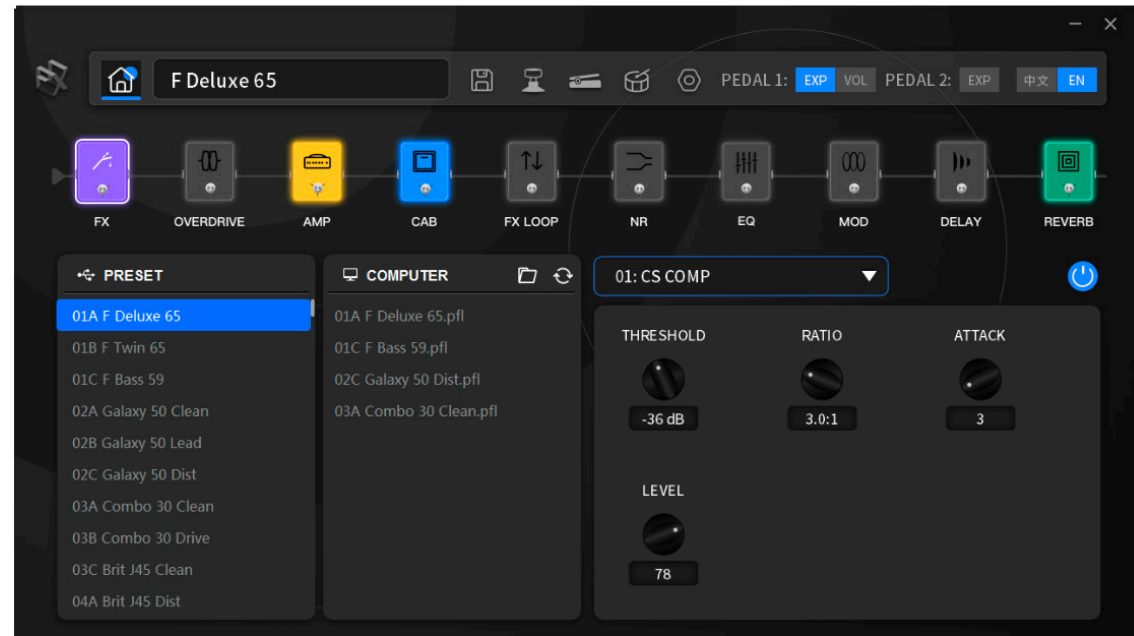 F Deluxe 65
PEDAL 1: EXP VOL PEDAL 2: EXP 中文 EN
FX OVERDRIVE AMP CAB FX LOOP NR EQ MOD DELAY REVERB
PRESET
01A F Deluxe 65
01B F Twin 65
01C F Bass 59
02A Galaxy 50 Clean
02B Galaxy 50 Lead
02C Galaxy 50 Dist
03A Combo 30 Clean
03B Combo 30 Drive
03C Brit J45 Clean
04A Brit J45 Dist
COMPUTER
01A F Deluxe 65.pfl
01C F Bass 59.pfl
02C Galaxy 50 Dist.pfl
03A Combo 30 Clean.pfl
01: CS COMP
THRESHOLD RATIO ATTACK
-36 dB 3.0:1 3
LEVEL
78